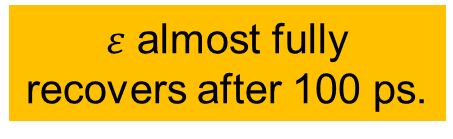 ε almost fully
recovers after 100 ps.